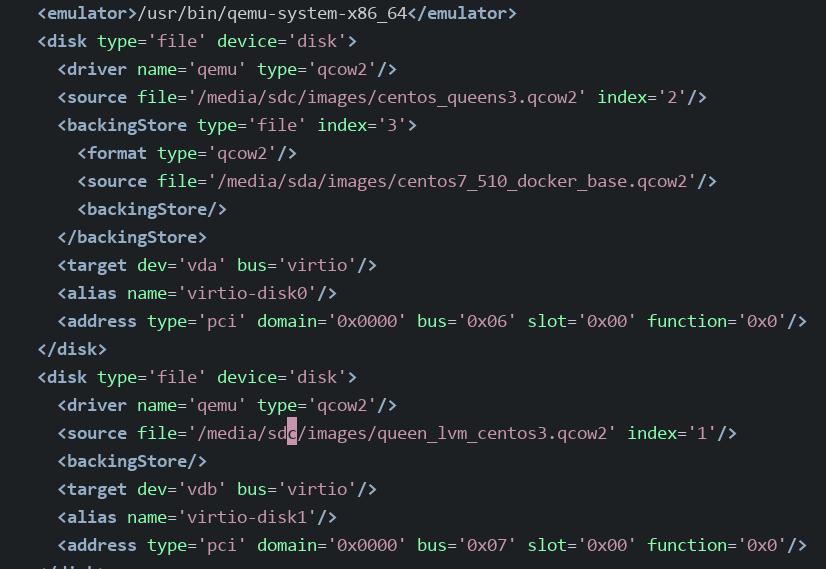 <emulator>/usr/bin/qemu-system-x86_64</emulator>
<disk type='file' device='disk'>
<driver name='qemu' type='qcow2'/>
<source file='/media/sdc/images/centos_queens3.qcow2' index='2'/>
<backingStore type='file' index='3'>
<format type='qcow2'/>
<source file='/media/sda/images/centos7_510_docker_base.qcow2'/>
<backingStore/>
</backingStore>
<target dev='vda' bus='virtio'/>
<alias name='virtio-disk0'/>
<address type='pci' domain='0x0000' bus='0x06' slot='0x00' function='0x0'/>
</disk>
<disk type='file' device='disk'>
<driver name='qemu' type='qcow2'/>
<source file='/media/sdc/images/queen_lvm_centos3.qcow2' index='1'/>
<backingStore/>
<target dev='vdb' bus='virtio'/>
<alias name='virtio-disk1'/>
<address type='pci' domain='0x0000' bus='0x07' slot='0x00' function='0x0'/>
</disk>